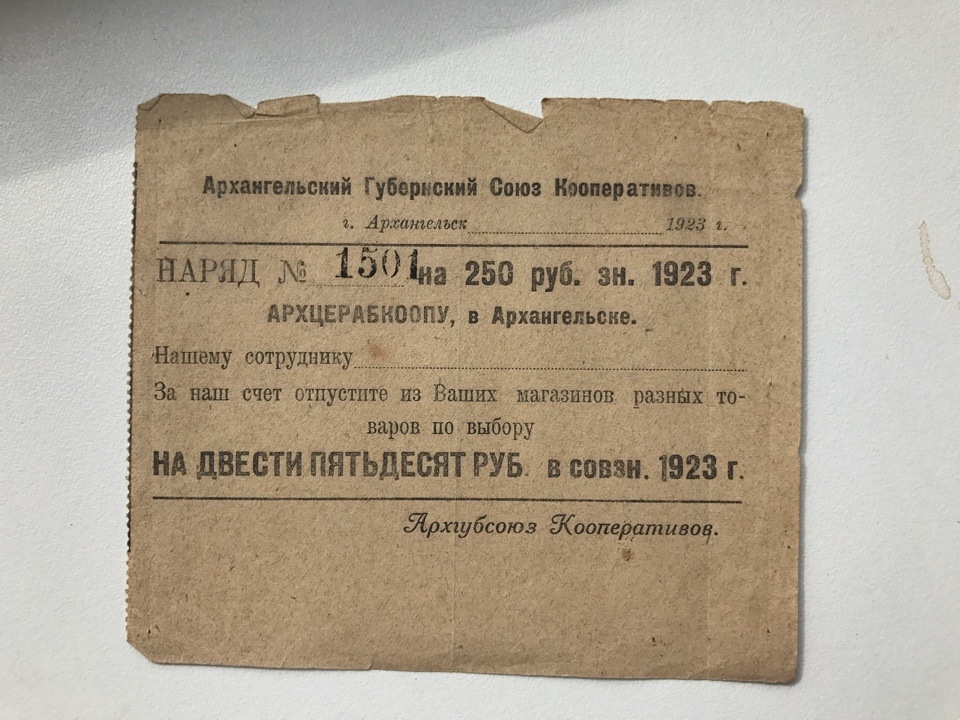 Архангельский Губернский Союз Кооперативов.
г. Архангельск 1923 г.
НАРЯД № 1501 на 250 руб. зн. 1923 г.
АРХЦЕРАБКООПУ, в Архангельске.
Нашему сотруднику
За наш счет отпустите из Ваших магазинов разных то-
варов по выбору
НА ДВЕСТИ ПЯТЬДЕСЯТ РУБ. в совзн. 1923 г.
Архгубсоюз Кооперативов.